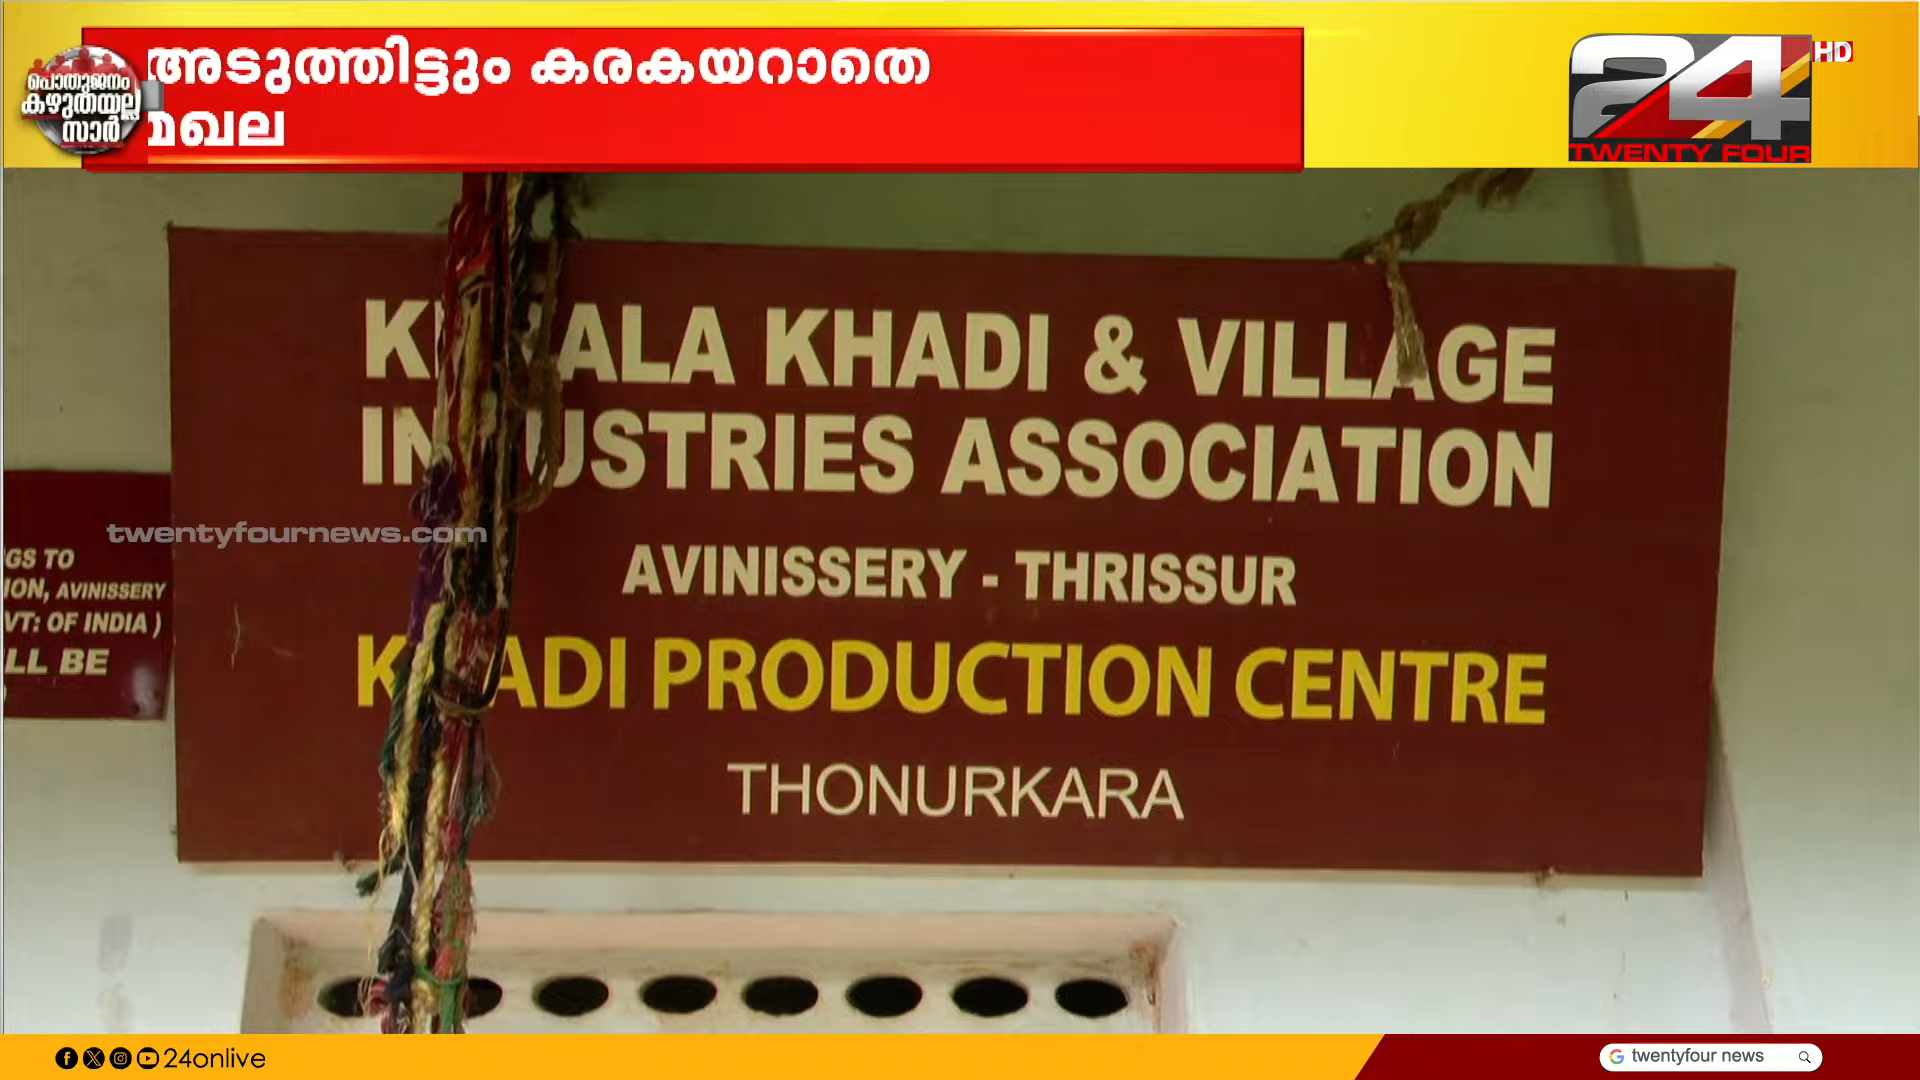 പൊതുജനം
കഴുതയല്ല
സാർ
അടുത്തിട്ടും കരകയറാതെ
മഖല
24
HD
TWENTY FOUR
KERALA KHADI & VILLAGE
INDUSTRIES ASSOCIATION
AVINISSERY - THRISSUR
KHADI PRODUCTION CENTRE
THONURKARA
twentyfournews.com
GS TO
ION, AVINISSERY
VT: OF INDIA )
LL BE
24onlive
twentyfour news